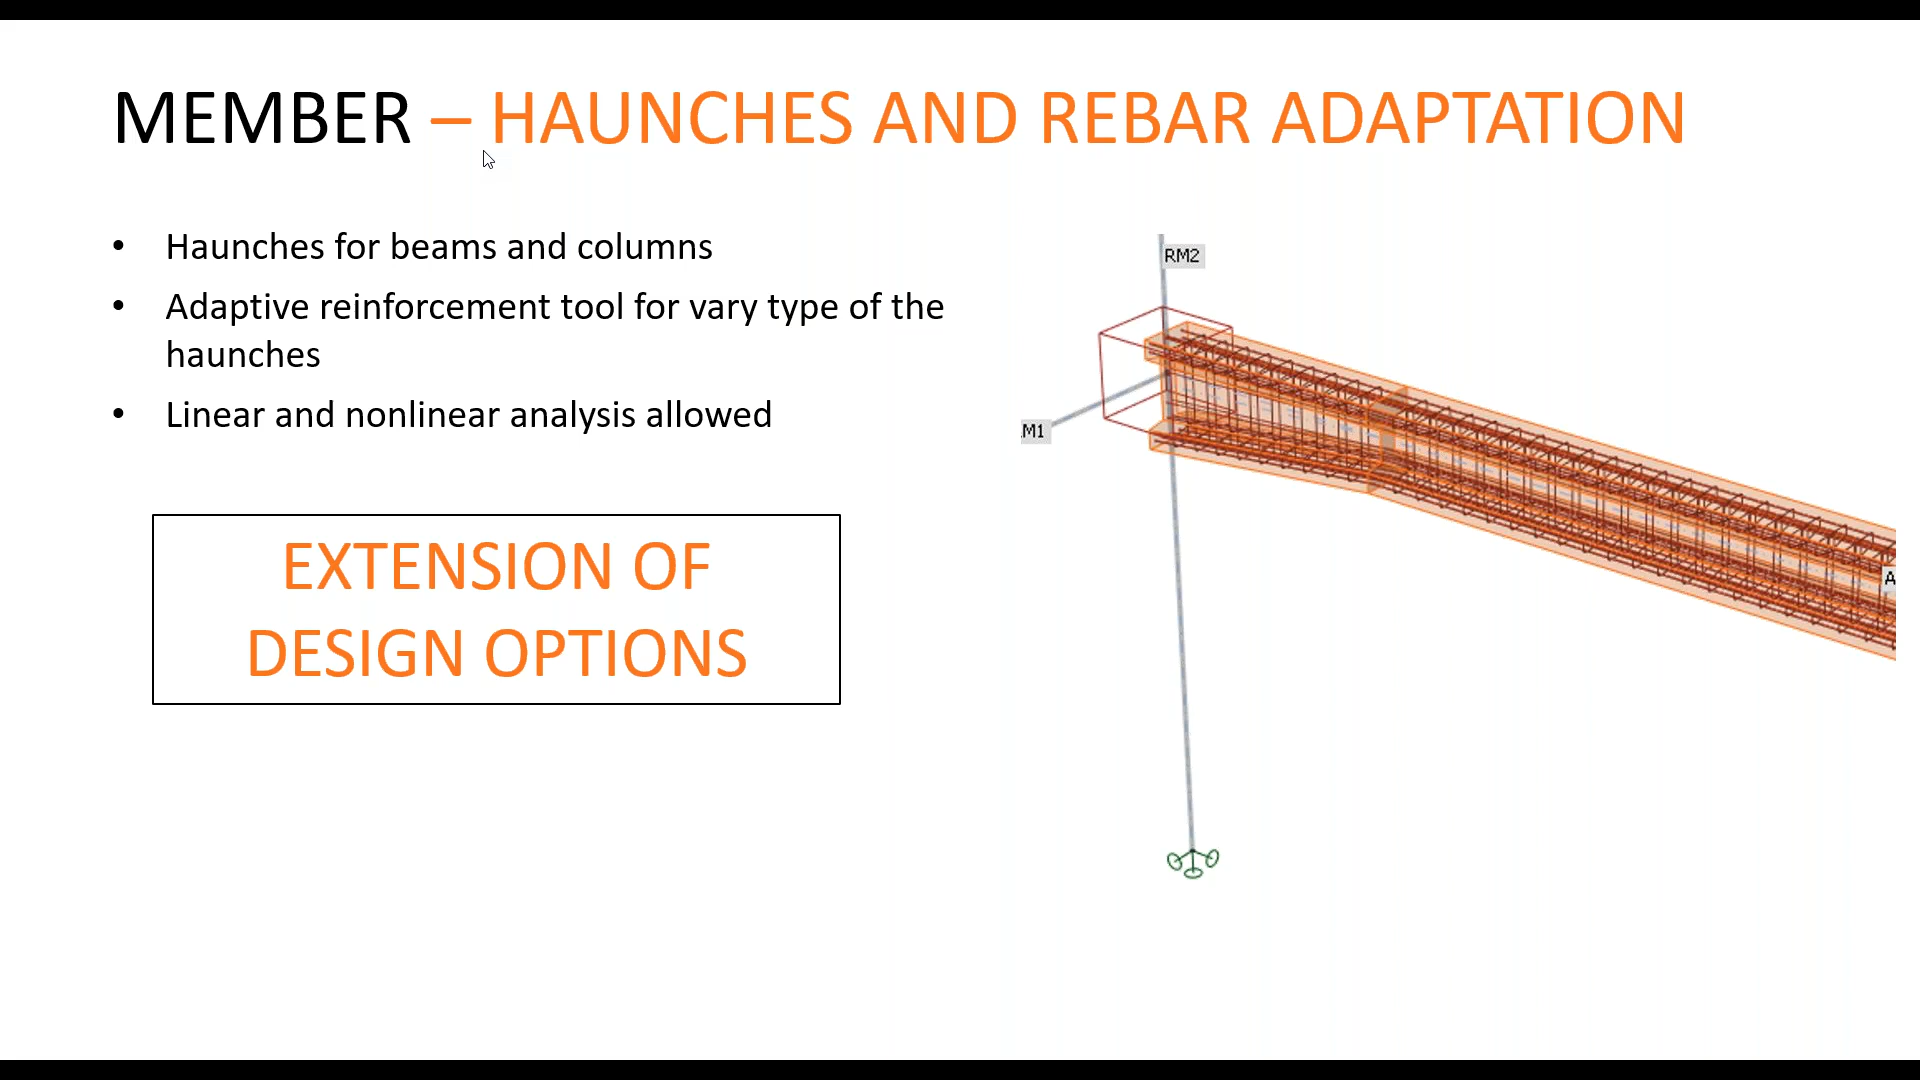 MEMBER – HAUNCHES AND REBAR ADAPTATION
• Haunches for beams and columns
• Adaptive reinforcement tool for vary type of the
haunches
• Linear and nonlinear analysis allowed
EXTENSION OF
DESIGN OPTIONS
RM2
.M1
A